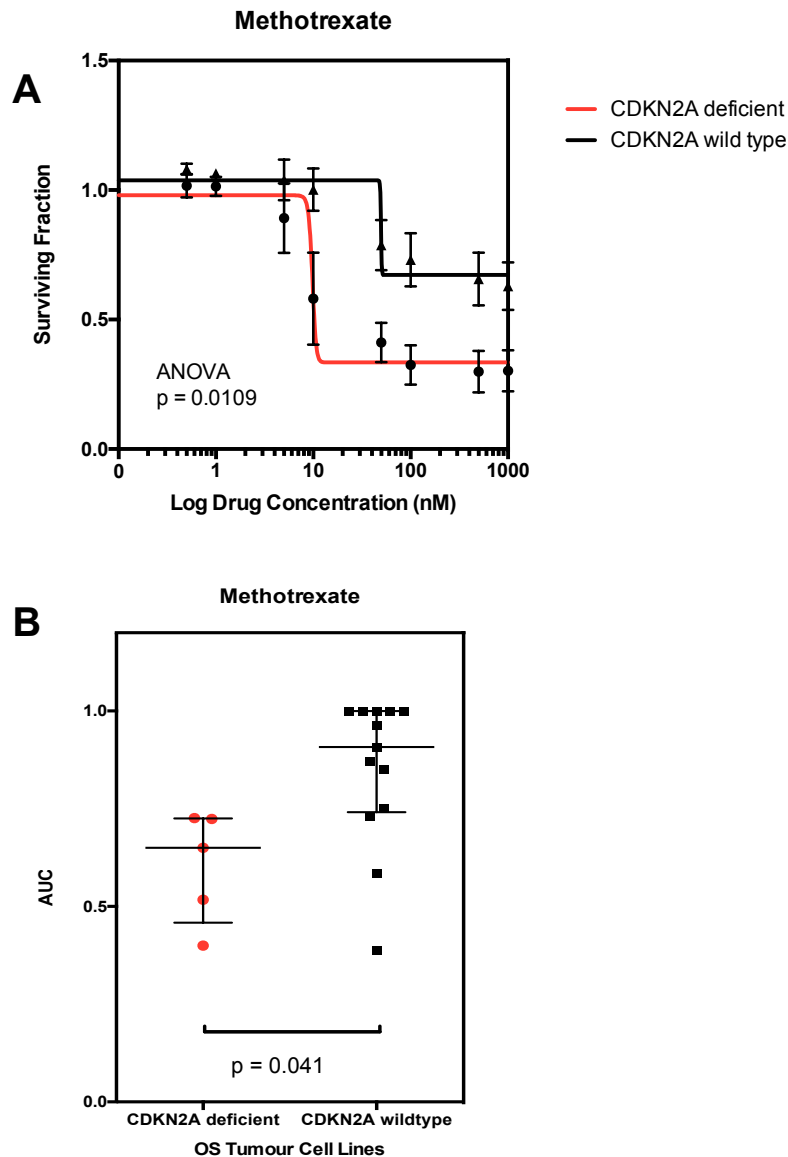 Methotrexate
A
1.5
1.0
0.5
0.0
Surviving Fraction
ANOVA
p = 0.0109
0 1 10 100 1000
Log Drug Concentration (nM)
CDKN2A deficient
CDKN2A wild type
Methotrexate
B
1.0
0.5
0.0
AUC
p = 0.041
CDKN2A deficient CDKN2A wildtype
OS Tumour Cell Lines